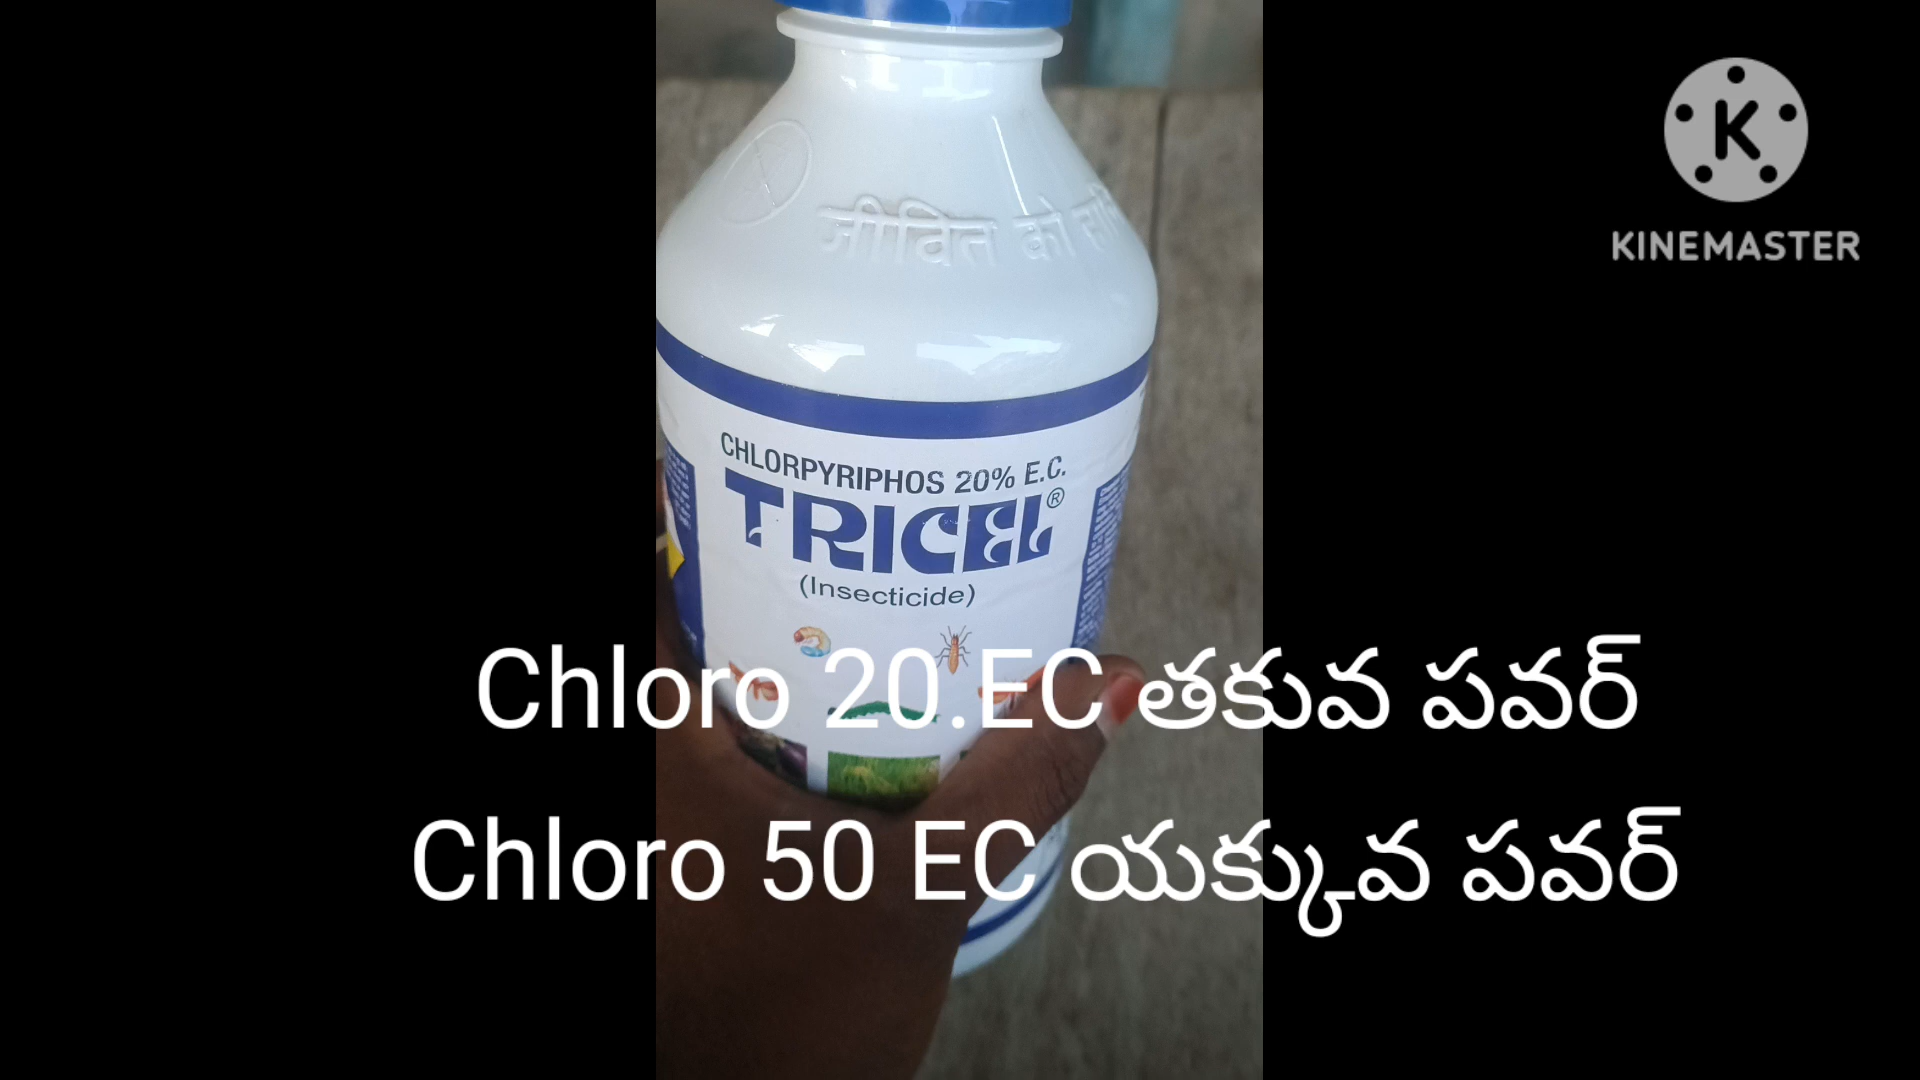 K
KINEMASTER
जीवित को
CHLORPYRIPHOS 20% E.C.
TRICEL®
(Insecticide)
Chloro 20.EC తకువ పవర్
Chloro 50 EC యక్కువ పవర్